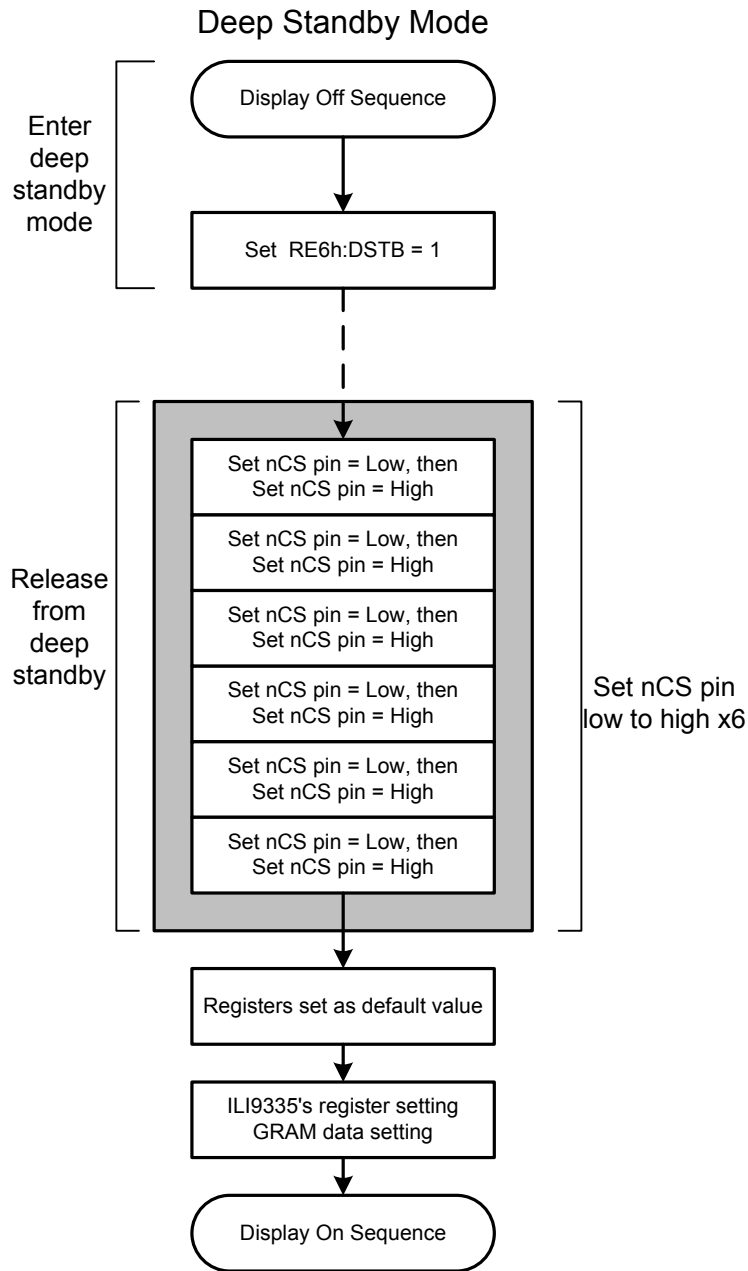 Deep Standby Mode
Display Off Sequence
Enter
deep
standby
mode
Set RE6h:DSTB = 1
Set nCS pin = Low, then
Set nCS pin = High
Set nCS pin = Low, then
Set nCS pin = High
Set nCS pin = Low, then
Set nCS pin = High
Set nCS pin = Low, then
Set nCS pin = High
Set nCS pin = Low, then
Set nCS pin = High
Set nCS pin = Low, then
Set nCS pin = High
Release
from
deep
standby
Set nCS pin
low to high x6
Registers set as default value
ILI9335's register setting
GRAM data setting
Display On Sequence